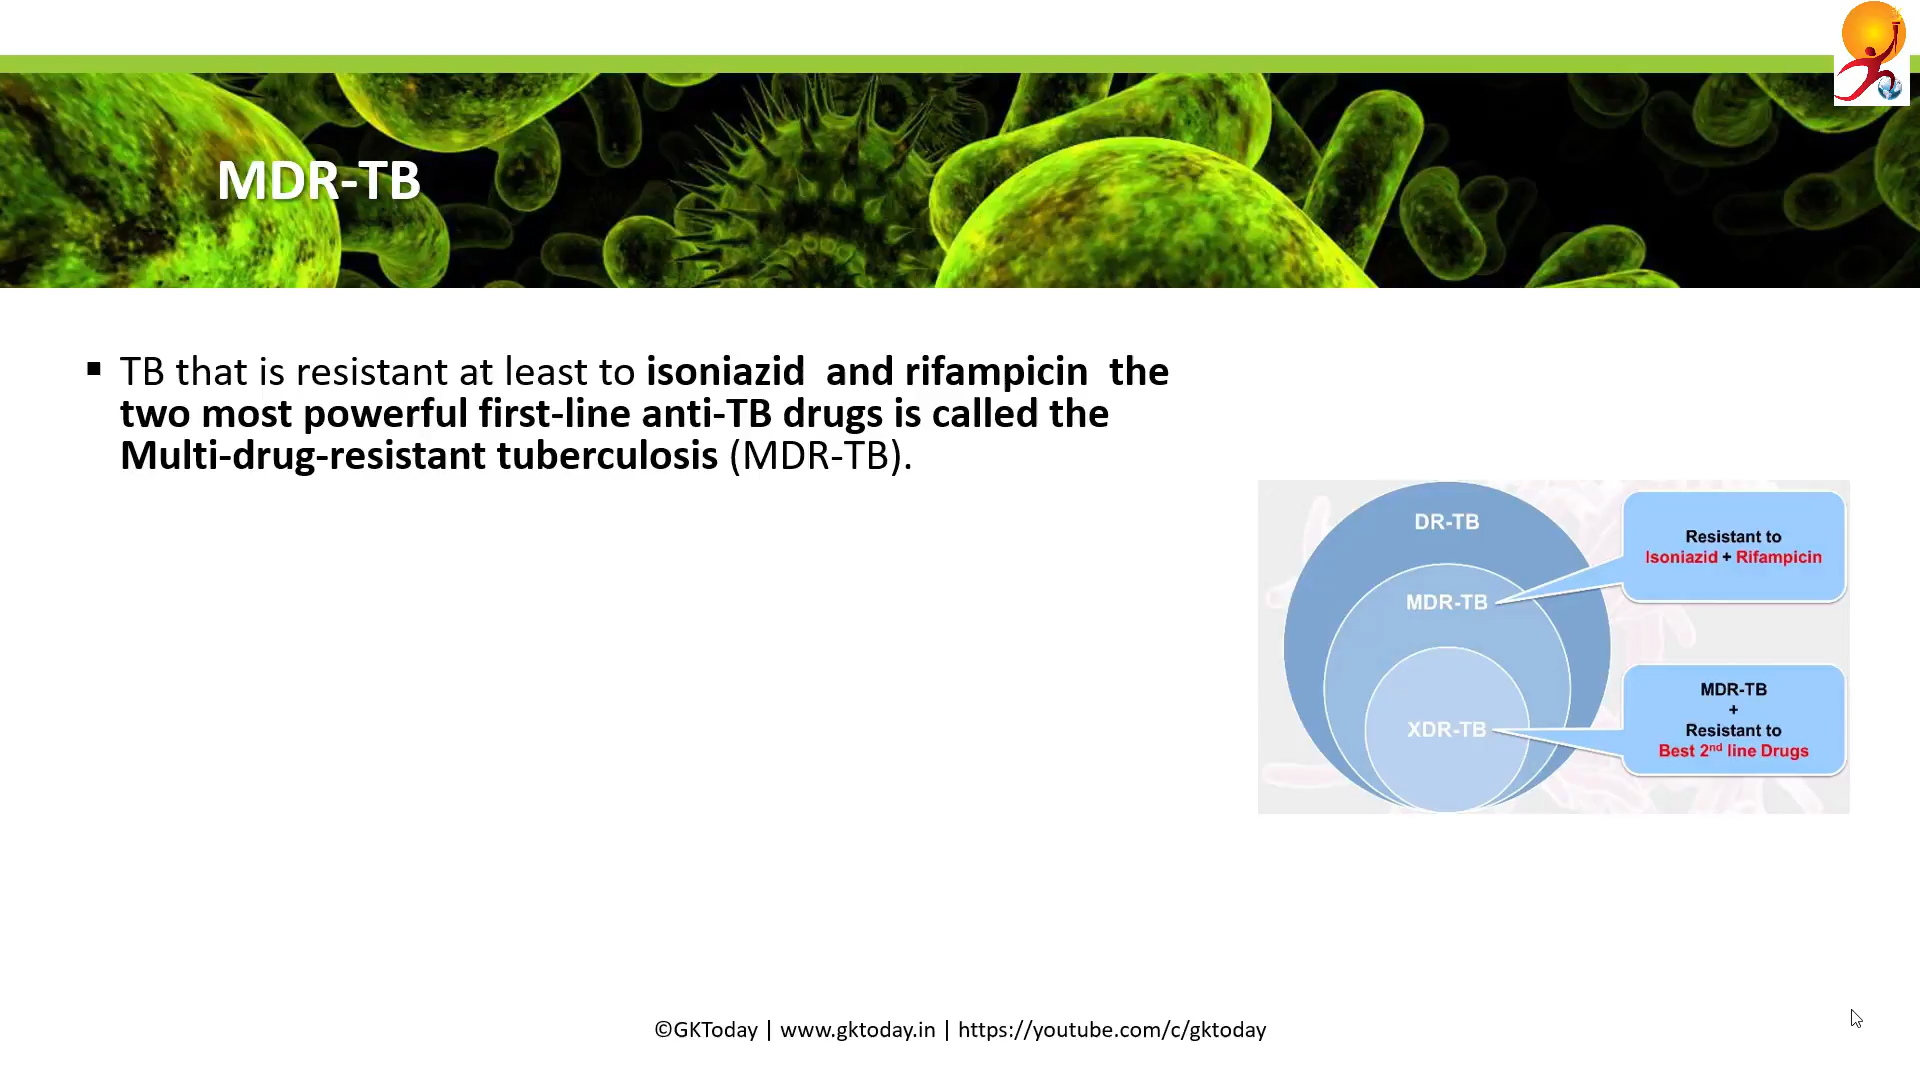 MDR-TB
▪ TB that is resistant at least to isoniazid  and rifampicin  the
two most powerful first-line anti-TB drugs is called the
Multi-drug-resistant tuberculosis (MDR-TB).
DR-TB
MDR-TB
XDR-TB
Resistant to
Isoniazid + Rifampicin
MDR-TB
+
Resistant to
Best 2nd line Drugs
©GKToday | www.gktoday.in | https://youtube.com/c/gktoday